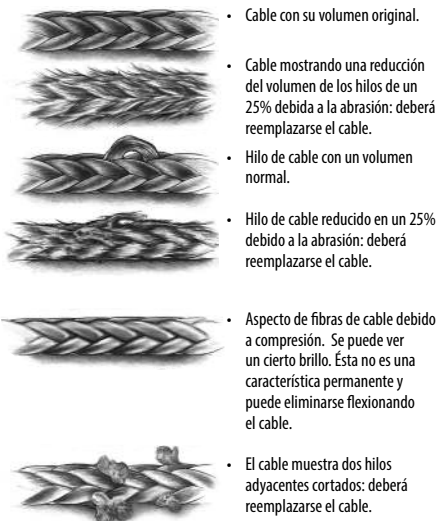 • Cable con su volumen original.
• Cable mostrando una reducción
del volumen de los hilos de un
25% debida a la abrasión: deberá
reemplazarse el cable.
• Hilo de cable con un volumen
normal.
• Hilo de cable reducido en un 25%
debido a la abrasión: deberá
reemplazarse el cable.
• Aspecto de fibras de cable debido
a compresión. Se puede ver
un cierto brillo. Ésta no es una
característica permanente y
puede eliminarse flexionando
el cable.
• El cable muestra dos hilos
adyacentes cortados: deberá
reemplazarse el cable.